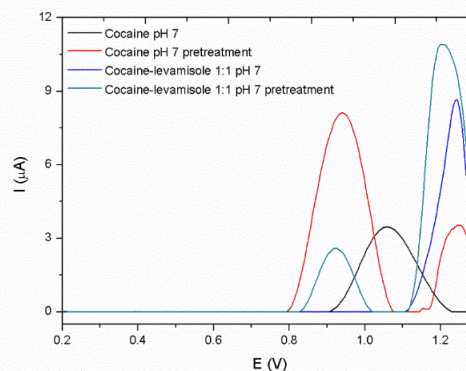 12
Cocaine pH 7
Cocaine pH 7 pretreatment
Cocaine-levamisole 1:1 pH 7
Cocaine-levamisole 1:1 pH 7 pretreatment
9
I (μA)
6
3
0
0.2 0.4 0.6 0.8 1.0 1.2
E (V)